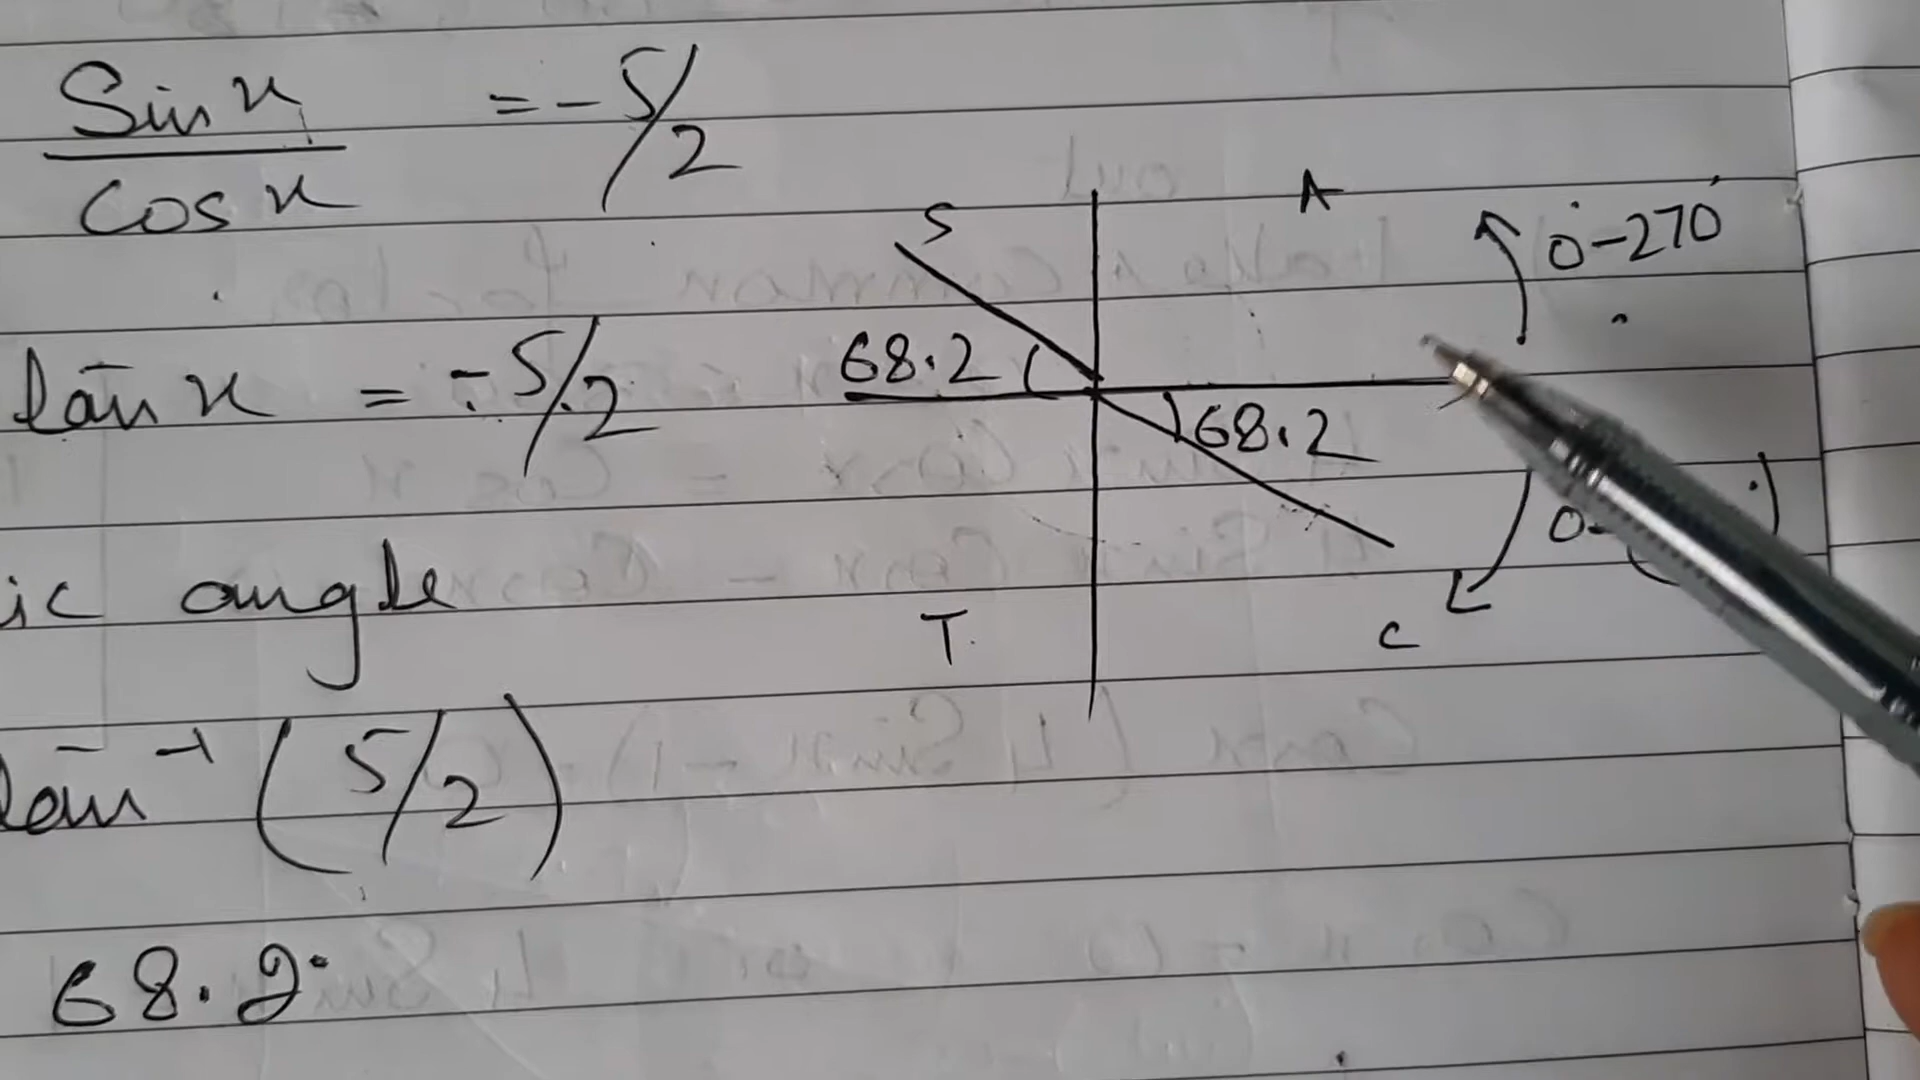 Sin x = -5/2
cos x
S
A
0-270
tan x = -5/2
68.2
68.2
0-
ic angle
T
C
tan⁻¹ (5/2)
68.2°